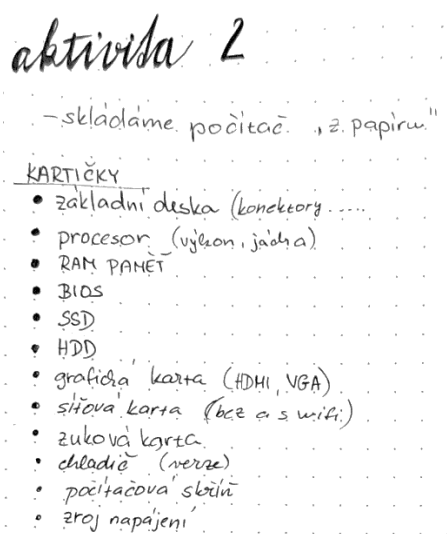 aktivita 2
- skládáme počítač „z papíru"
KARTIČKY
• základní deska (konektory.....
• procesor (výkon, jádra)
• RAM PAMĚŤ
• BIOS
• SSD
• HDD
• grafická karta (HDMI, VGA)
• síťová karta (bez a s wifi)
• zuková karta
• chladič (verze)
• počítačová skříň
• zroj napájení